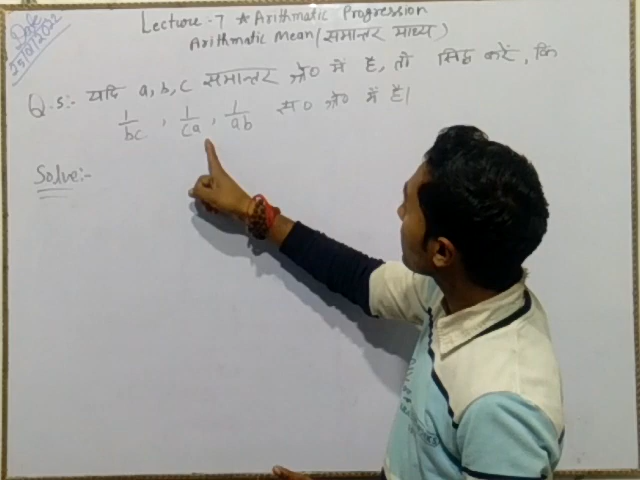 Date
25/12/2022
Lecture-7 ★ Arithmatic Progression
Arithmatic Mean (समान्तर माध्य)
Q.5:- यदि a, b, c समान्तर श्रे० में है, तो सिद्ध करें, कि
1/bc , 1/ca , 1/ab स० श्रे० में है।
Solve:-